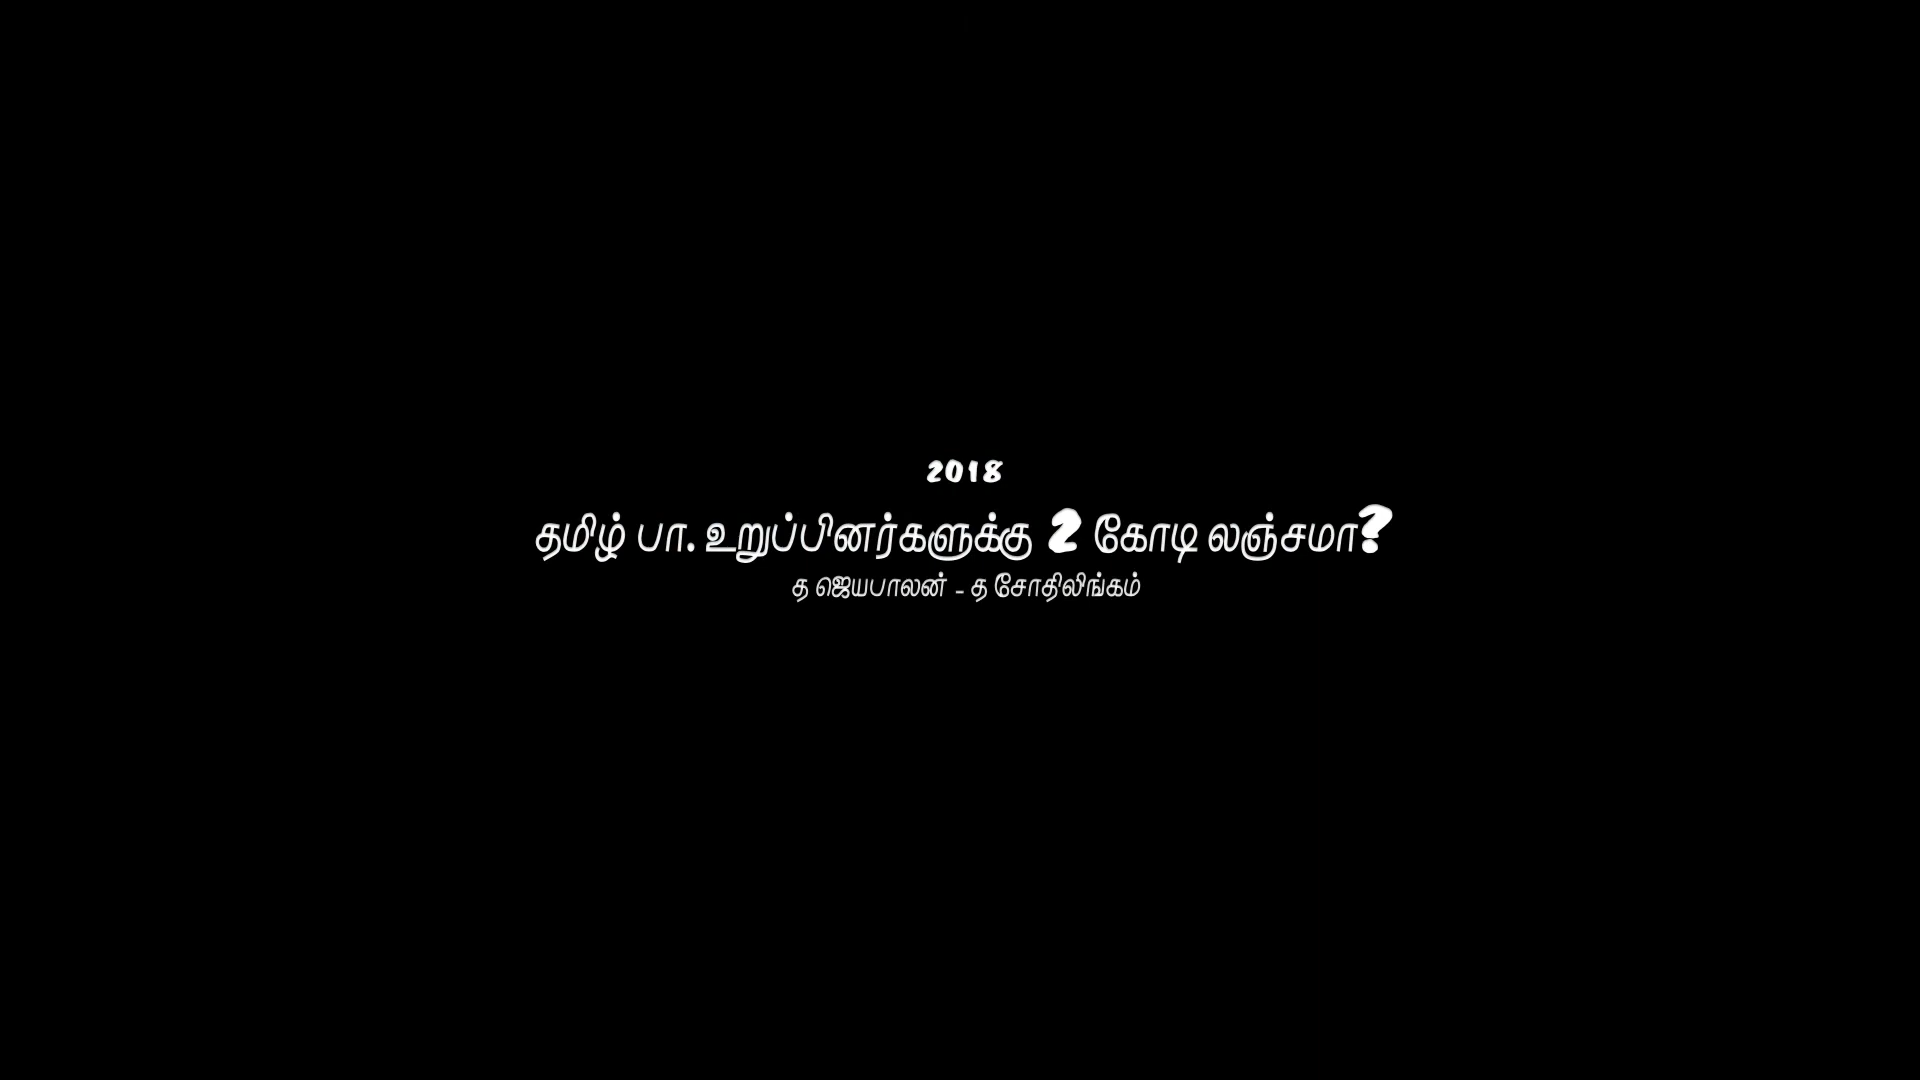 2018
தமிழ் பா. உறுப்பினர்களுக்கு 2 கோடி லஞ்சமா?
த ஜெயபாலன் - த சோதிலிங்கம்